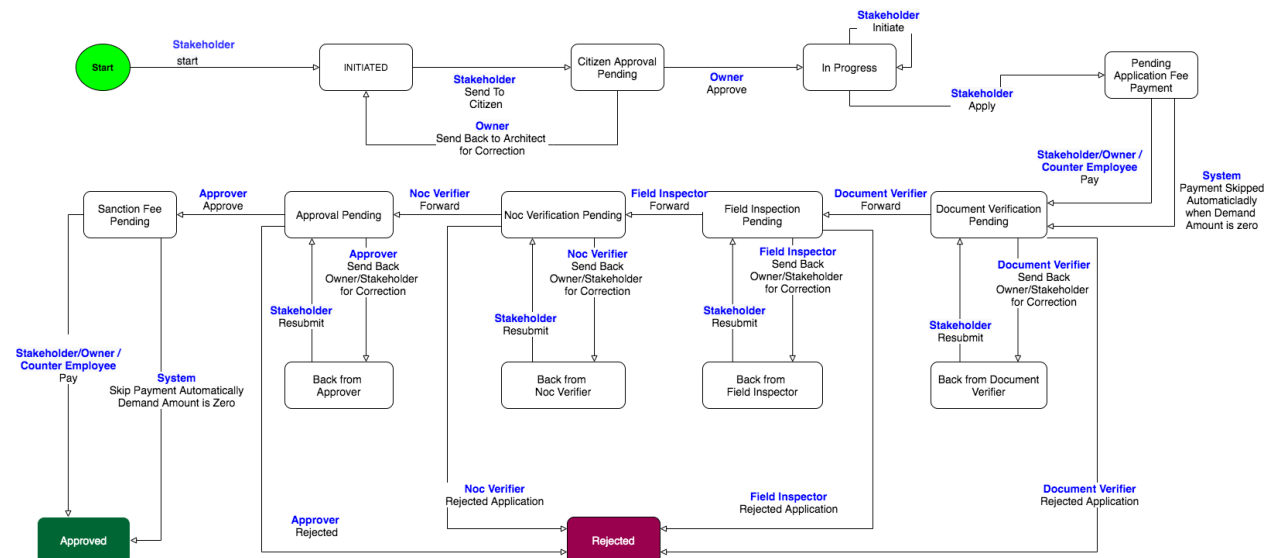 Stakeholder
Initiate
Stakeholder
start
Start
INITIATED
Citizen Approval
Pending
In Progress
Pending
Application Fee
Payment
Stakeholder
Send To
Citizen
Owner
Approve
Stakeholder
Apply
Owner
Send Back to Architect
for Correction
Stakeholder/Owner /
Counter Employee
Pay
System
Payment Skipped
Automaticladly
when Demand
Amount is zero
Sanction Fee
Pending
Approver
Approve
Approval Pending
Noc Verifier
Forward
Noc Verification Pending
Field Inspector
Forward
Field Inspection
Pending
Document Verifier
Forward
Document Verification
Pending
Approver
Send Back
Owner/Stakeholder
for Correction
Noc Verifier
Send Back
Owner/Stakeholder
for Correction
Field Inspector
Send Back
Owner/Stakeholder
for Correction
Document Verifier
Send Back
Owner/Stakeholder
for Correction
Stakeholder
Resubmit
Stakeholder
Resubmit
Stakeholder
Resubmit
Stakeholder
Resubmit
Stakeholder/Owner /
Counter Employee
Pay
System
Skip Payment Automatically
Demand Amount is Zero
Back from
Approver
Back from
Noc Verifier
Back from
Field Inspector
Back from Document
Verifier
Noc Verifier
Rejected Application
Field Inspector
Rejected Application
Document Verifier
Rejected Application
Approver
Rejected
Approved
Rejected